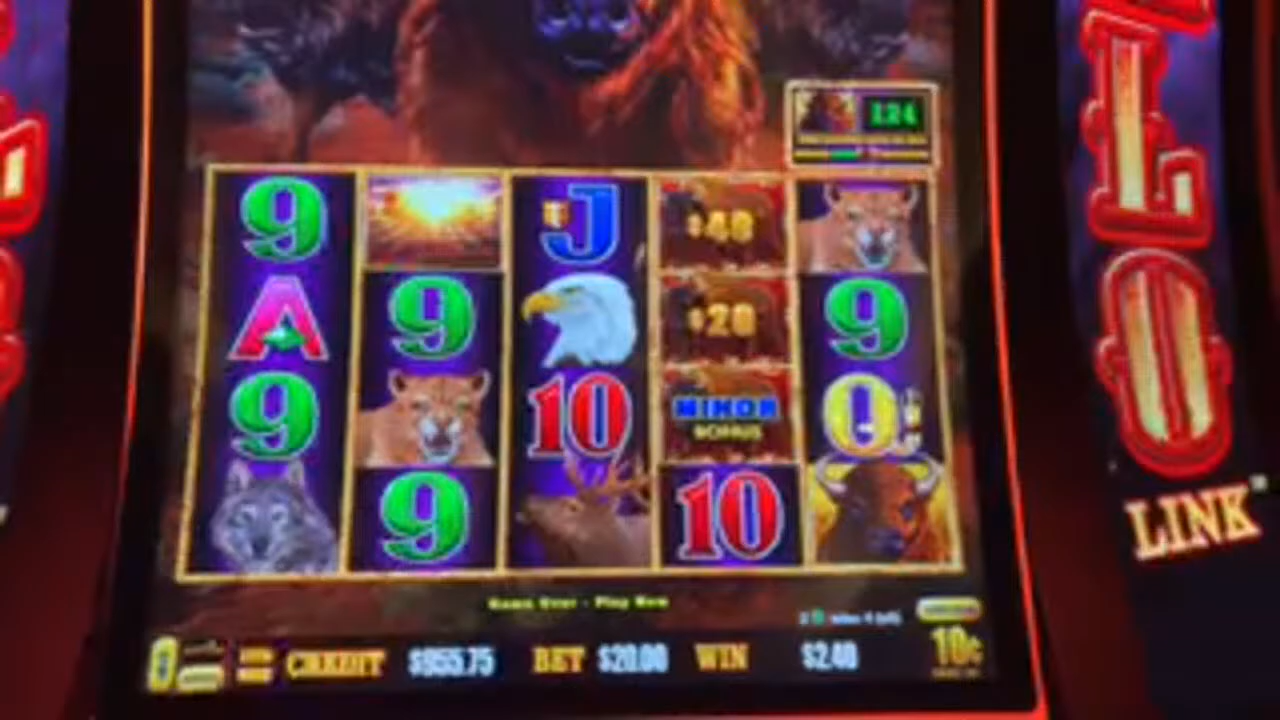 124
9 J $40
A 9 $20 9
9 10 MINOR Q
BONUS
9 10
Game Over - Play Now
CREDIT $955.75 BET $20.00 WIN $2.40 10¢
L
O
LINK